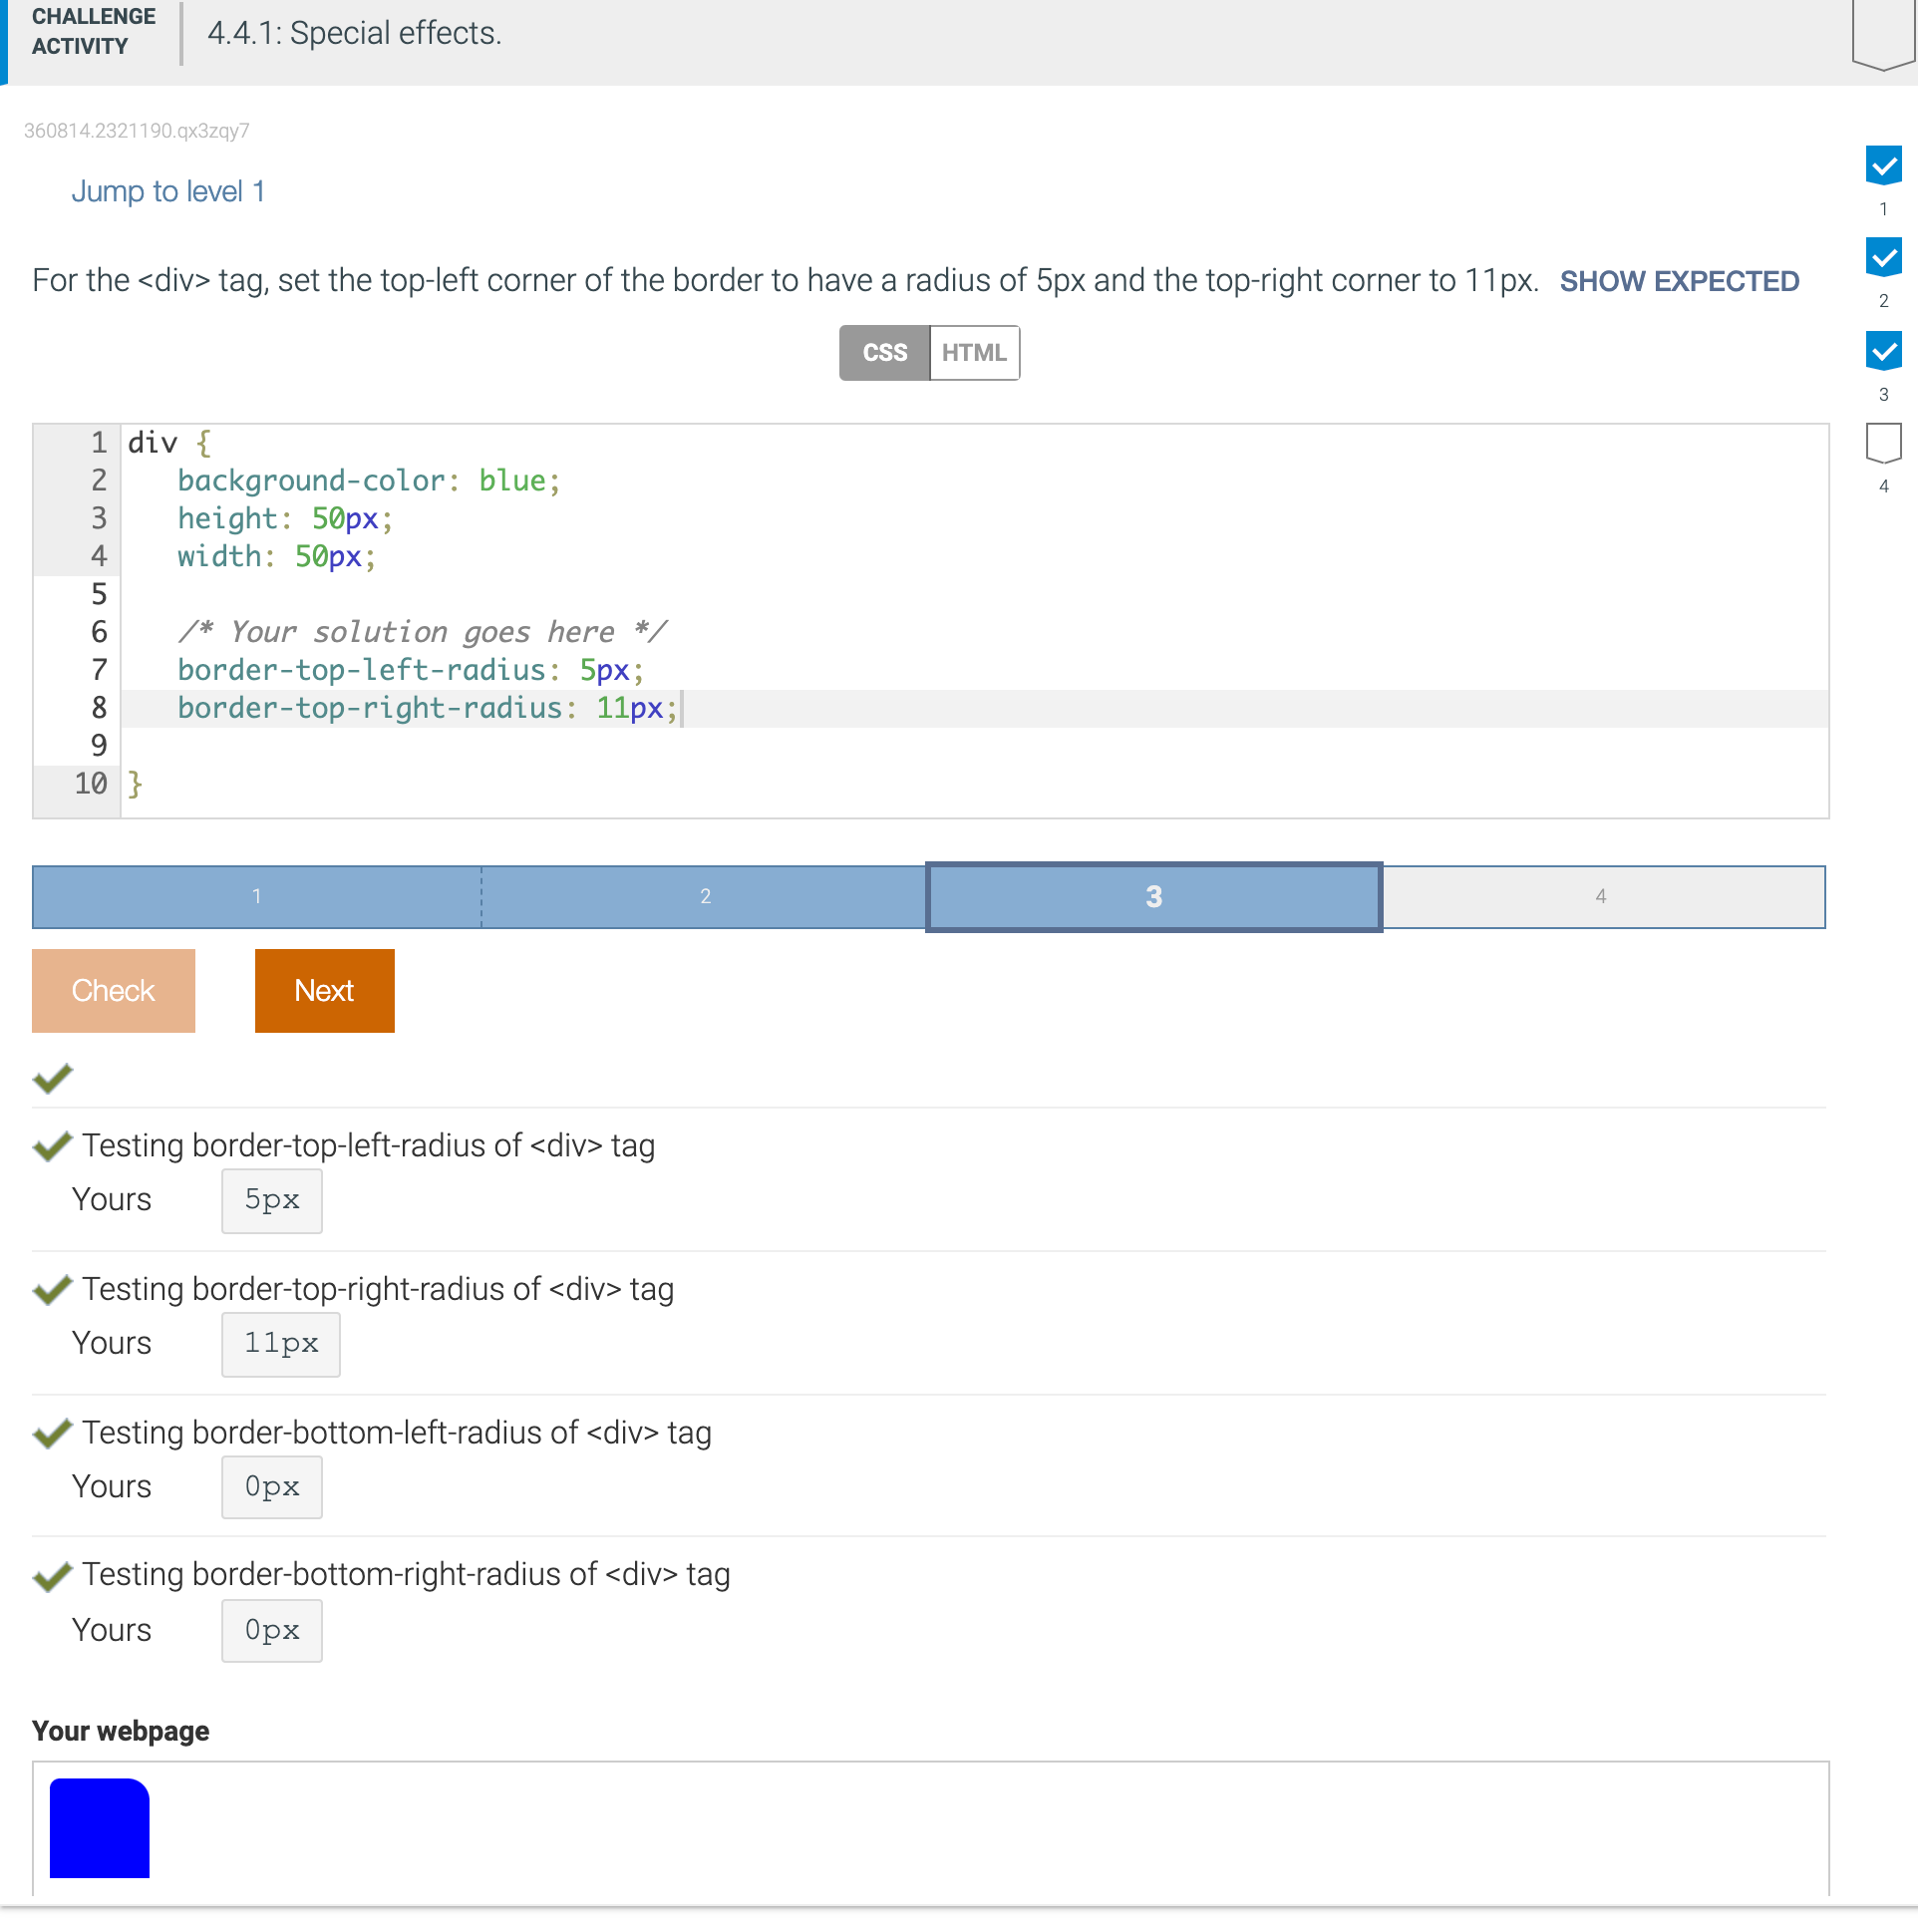 CHALLENGE
ACTIVITY
4.4.1: Special effects.
360814.2321190.qx3zqy7
Jump to level 1
1
2
3
4
For the <div> tag, set the top-left corner of the border to have a radius of 5px and the top-right corner to 11px. SHOW EXPECTED
CSS HTML
1 div {
2 background-color: blue;
3 height: 50px;
4 width: 50px;
5
6 /* Your solution goes here */
7 border-top-left-radius: 5px;
8 border-top-right-radius: 11px;
9
10 }
1 2 3 4
Check Next
Testing border-top-left-radius of <div> tag
Yours 5px
Testing border-top-right-radius of <div> tag
Yours 11px
Testing border-bottom-left-radius of <div> tag
Yours 0px
Testing border-bottom-right-radius of <div> tag
Yours 0px
Your webpage